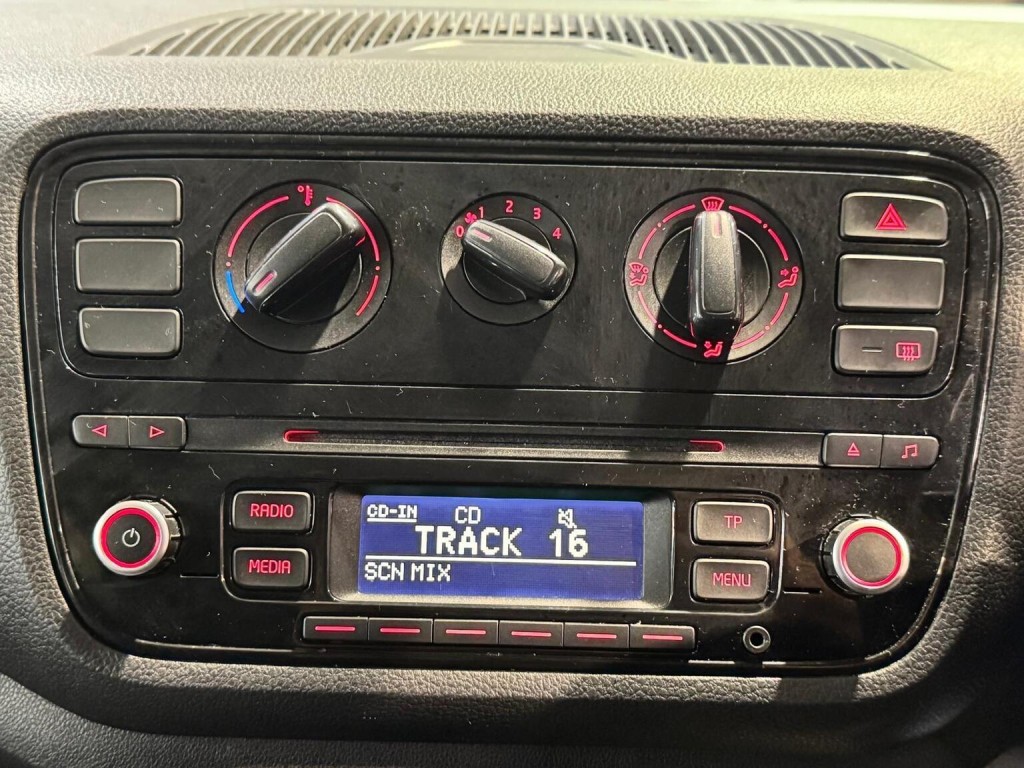 0 1 2 3 4
RADIO
MEDIA
CD-IN CD
TRACK 16
SCN MIX
TP
MENU